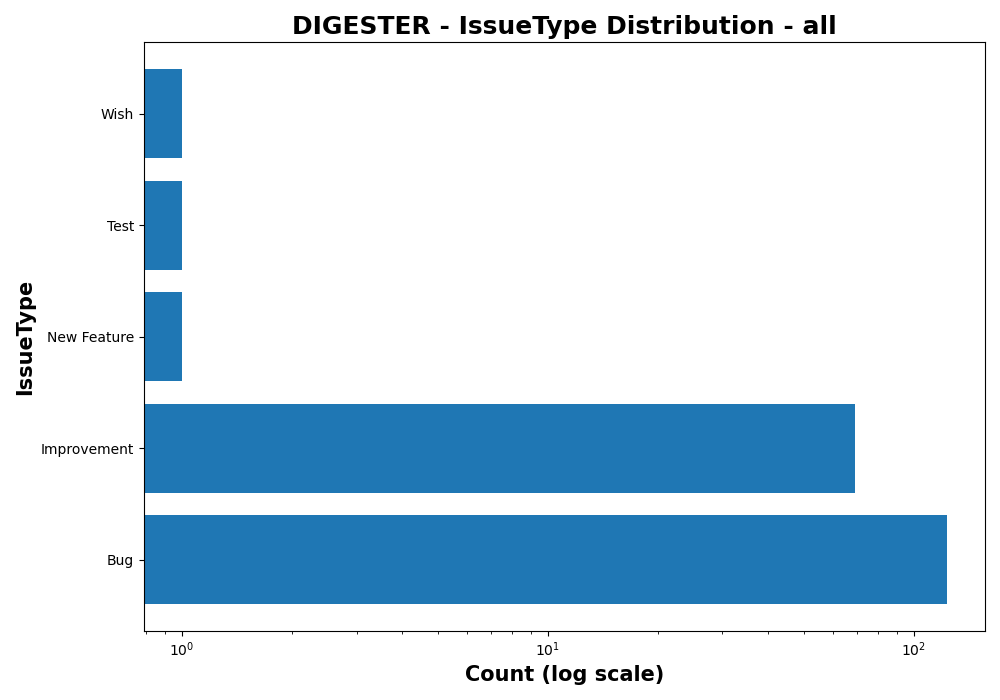 DIGESTER - IssueType Distribution - all
IssueType
Wish
Test
New Feature
Improvement
Bug
10⁰
10¹
10²
Count (log scale)